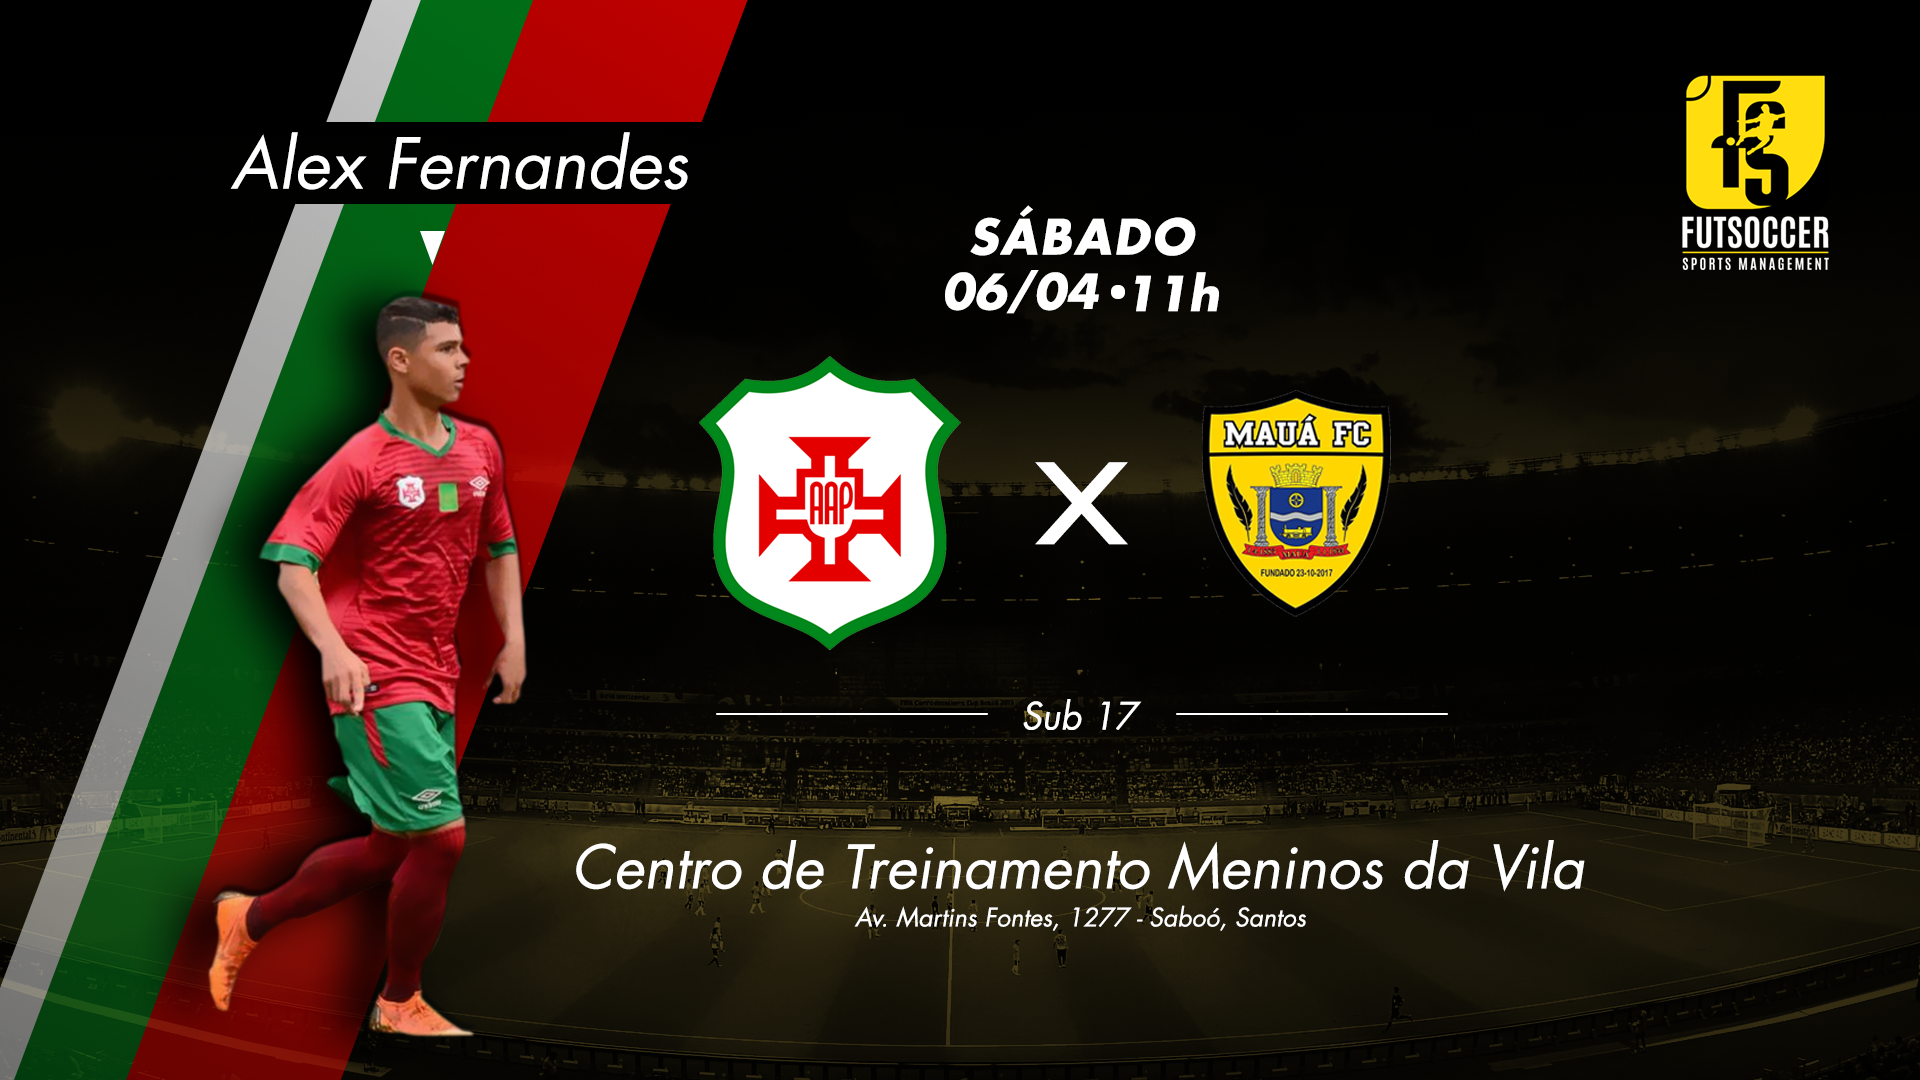 Alex Fernandes
FUTSOCCER
SPORTS MANAGEMENT
SÁBADO
06/04•11h
AAP
X
MAUÁ FC
MAUÁ
FUNDADO 23-10-2017
Sub 17
Centro de Treinamento Meninos da Vila
Av. Martins Fontes, 1277 - Saboó, Santos